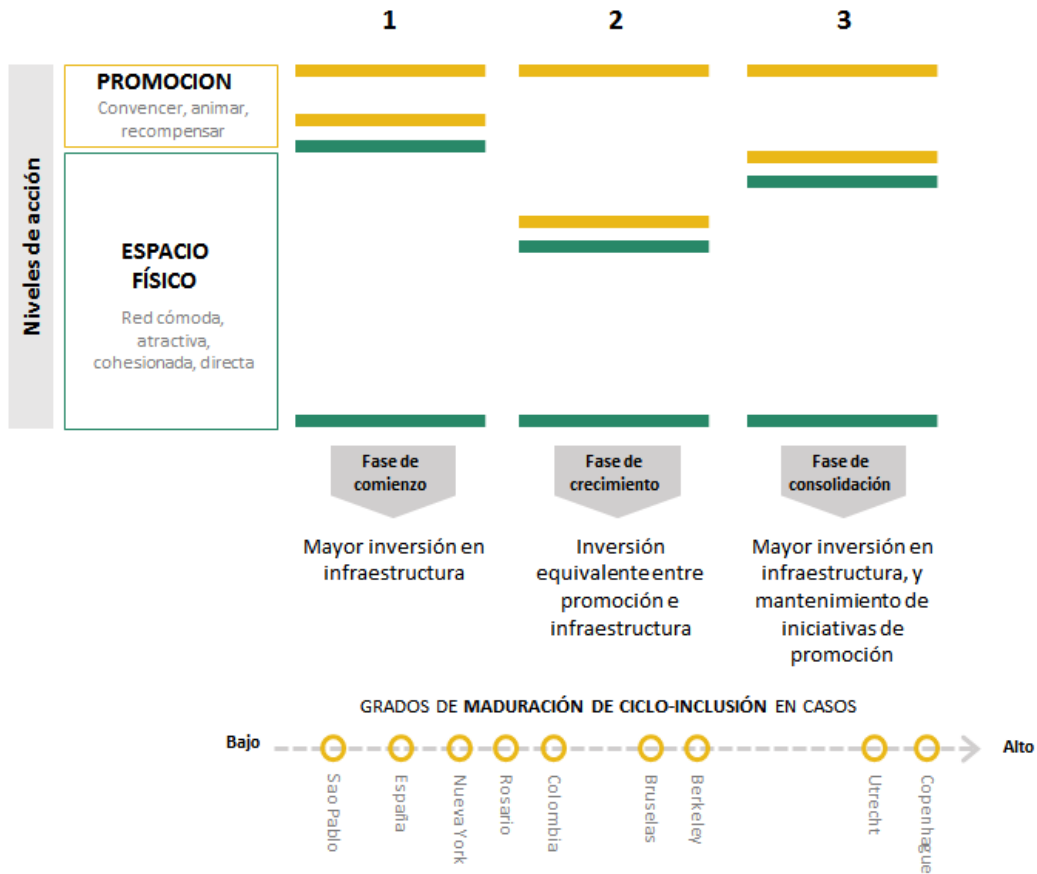 1
2
3
Niveles de acción
PROMOCION
Convencer, animar,
recompensar
ESPACIO
FÍSICO
Red cómoda,
atractiva,
cohesionada, directa
Fase de
comienzo
Fase de
crecimiento
Fase de
consolidación
Mayor inversión en
infraestructura
Inversión
equivalente entre
promoción e
infraestructura
Mayor inversión en
infraestructura, y
mantenimiento de
iniciativas de
promoción
GRADOS DE MADURACIÓN DE CICLO-INCLUSIÓN EN CASOS
Bajo
Alto
Sao Pablo
España
Nueva York
Rosario
Colombia
Bruselas
Berkeley
Utrecht
Copenhague